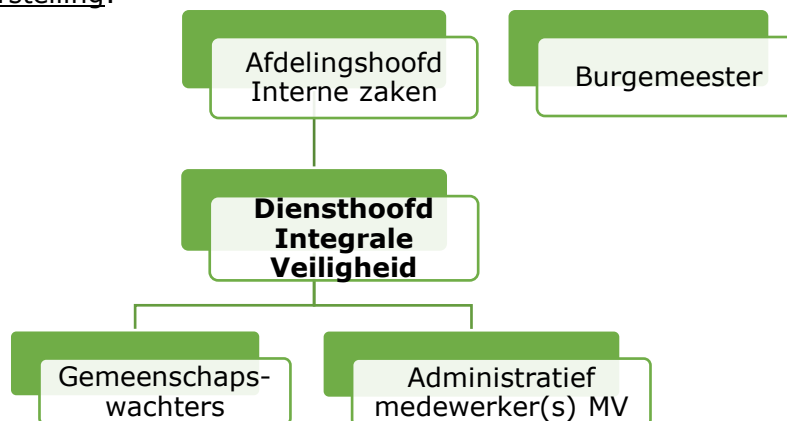 Afdelingshoofd
Interne zaken
Burgemeester
Diensthoofd
Integrale
Veiligheid
Gemeenschaps-
wachters
Administratief
medewerker(s) MV